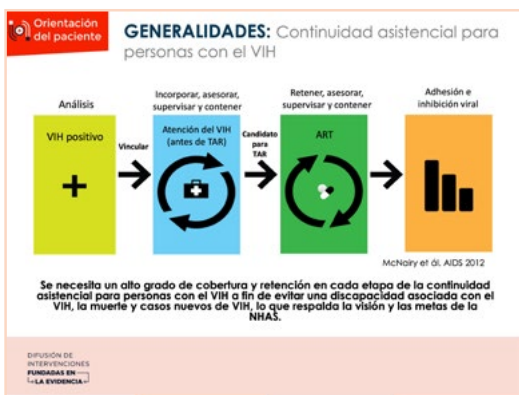 Orientación
del paciente
GENERALIDADES: Continuidad asistencial para
personas con el VIH
Análisis
Incorporar, asesorar,
supervisar y contener
Retener, asesorar,
supervisar y contener
Adhesión e
inhibición viral
VIH positivo
Vincular
Atención del VIH
(antes de TAR)
Candidato
para
TAR
ART
McNairy et ál. AIDS 2012
Se necesita un alto grado de cobertura y retención en cada etapa de la continuidad
asistencial para personas con el VIH a fin de evitar una discapacidad asociada con el
VIH, la muerte y casos nuevos de VIH, lo que respalda la visión y las metas de la
NHAS.
DIFUSIÓN DE
INTERVENCIONES
FUNDADAS EN
LA EVIDENCIA